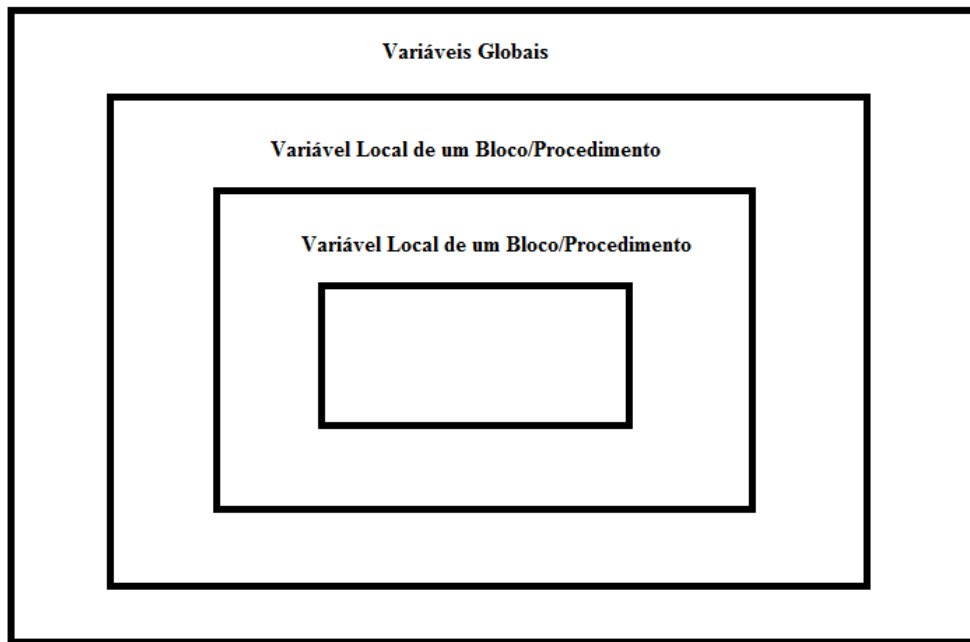 Variáveis Globais
Variável Local de um Bloco/Procedimento
Variável Local de um Bloco/Procedimento